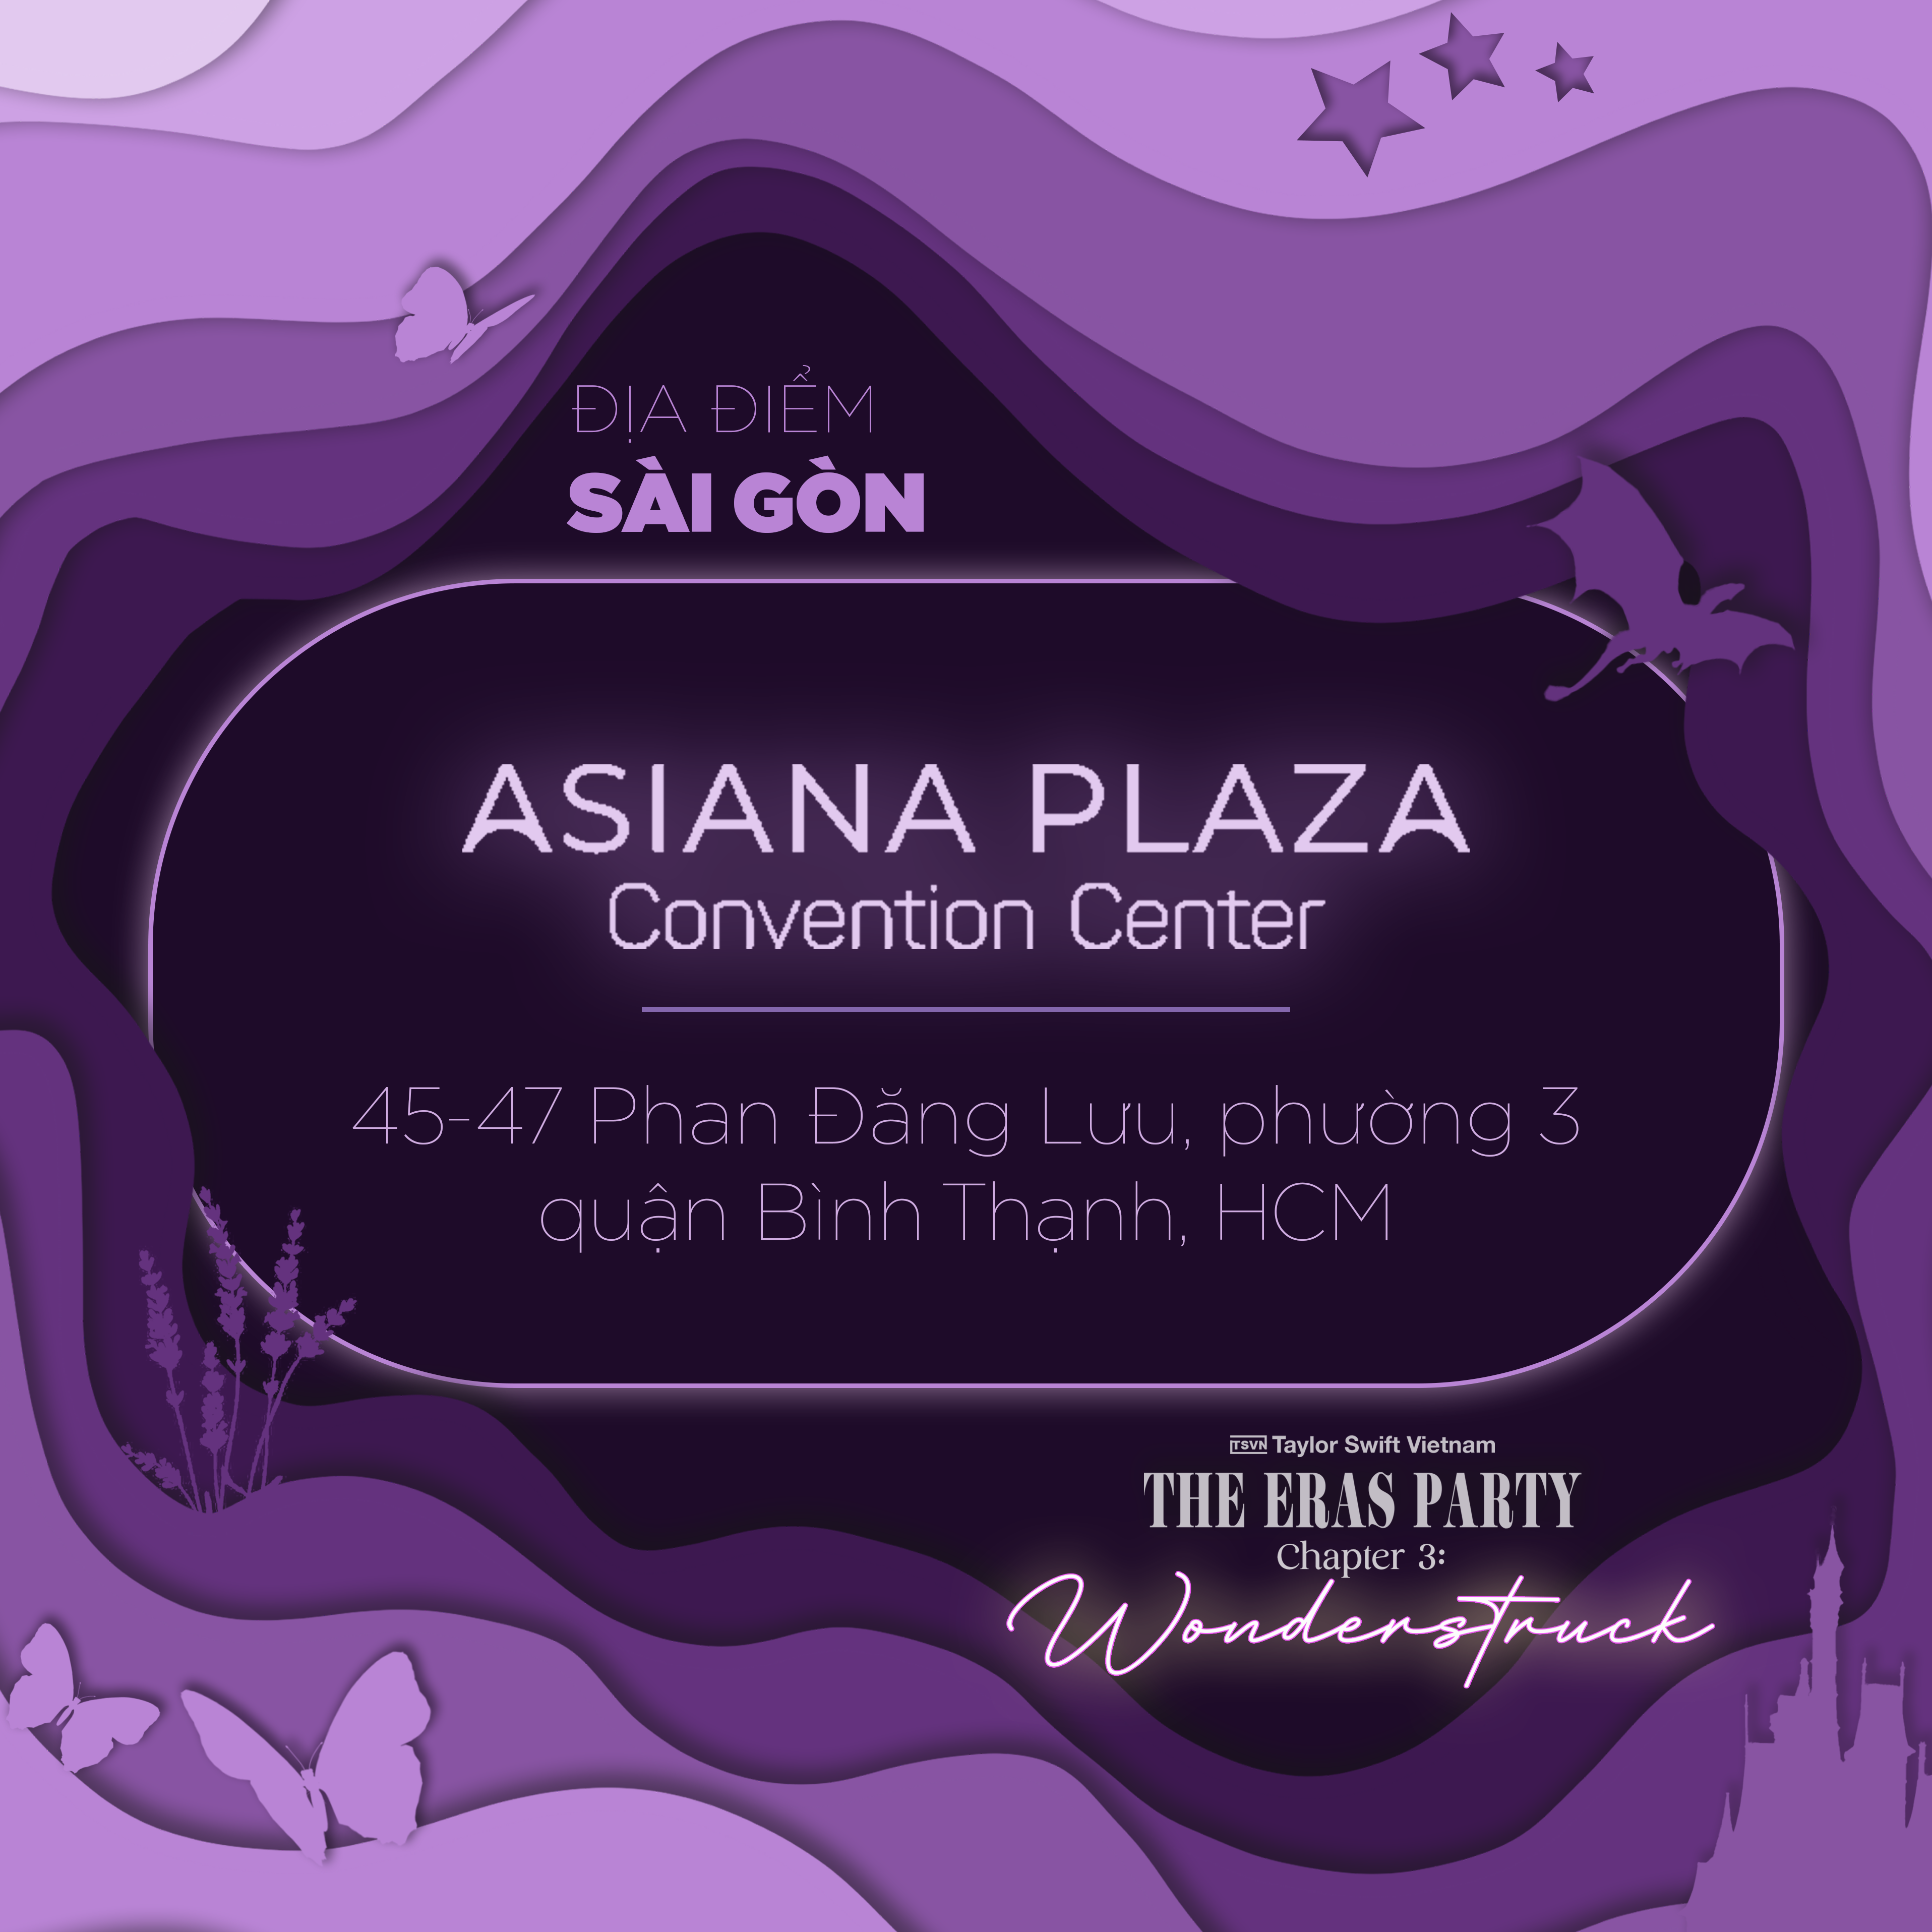 ĐỊA ĐIỂM
SÀI GÒN
ASIANA PLAZA
Convention Center
45-47 Phan Đăng Lưu, phường 3
quận Bình Thạnh, HCM
TSVN Taylor Swift Vietnam
THE ERAS PARTY
Chapter 3:
Wonderstruck